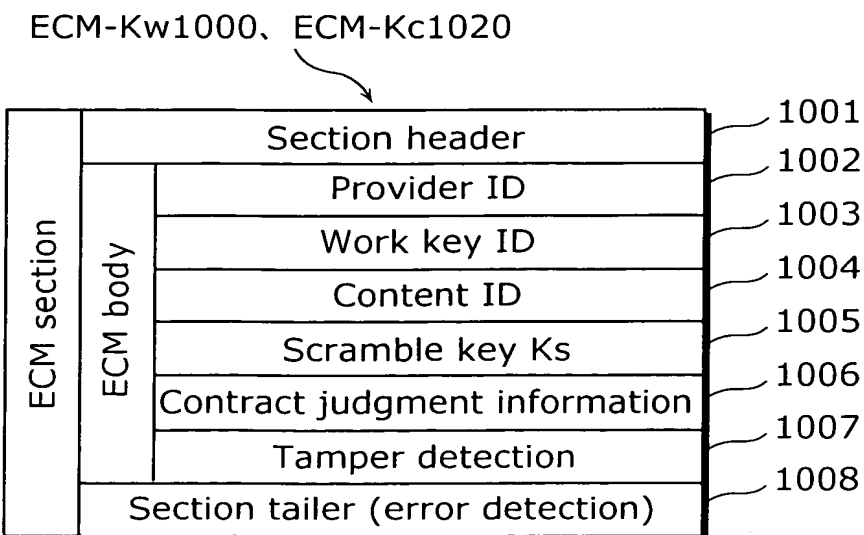 ECM-Kw1000、ECM-Kc1020
Section header
1001
Provider ID
1002
Work key ID
1003
Content ID
1004
Scramble key Ks
1005
Contract judgment information
1006
Tamper detection
1007
Section tailer (error detection)
1008
ECM section
ECM body